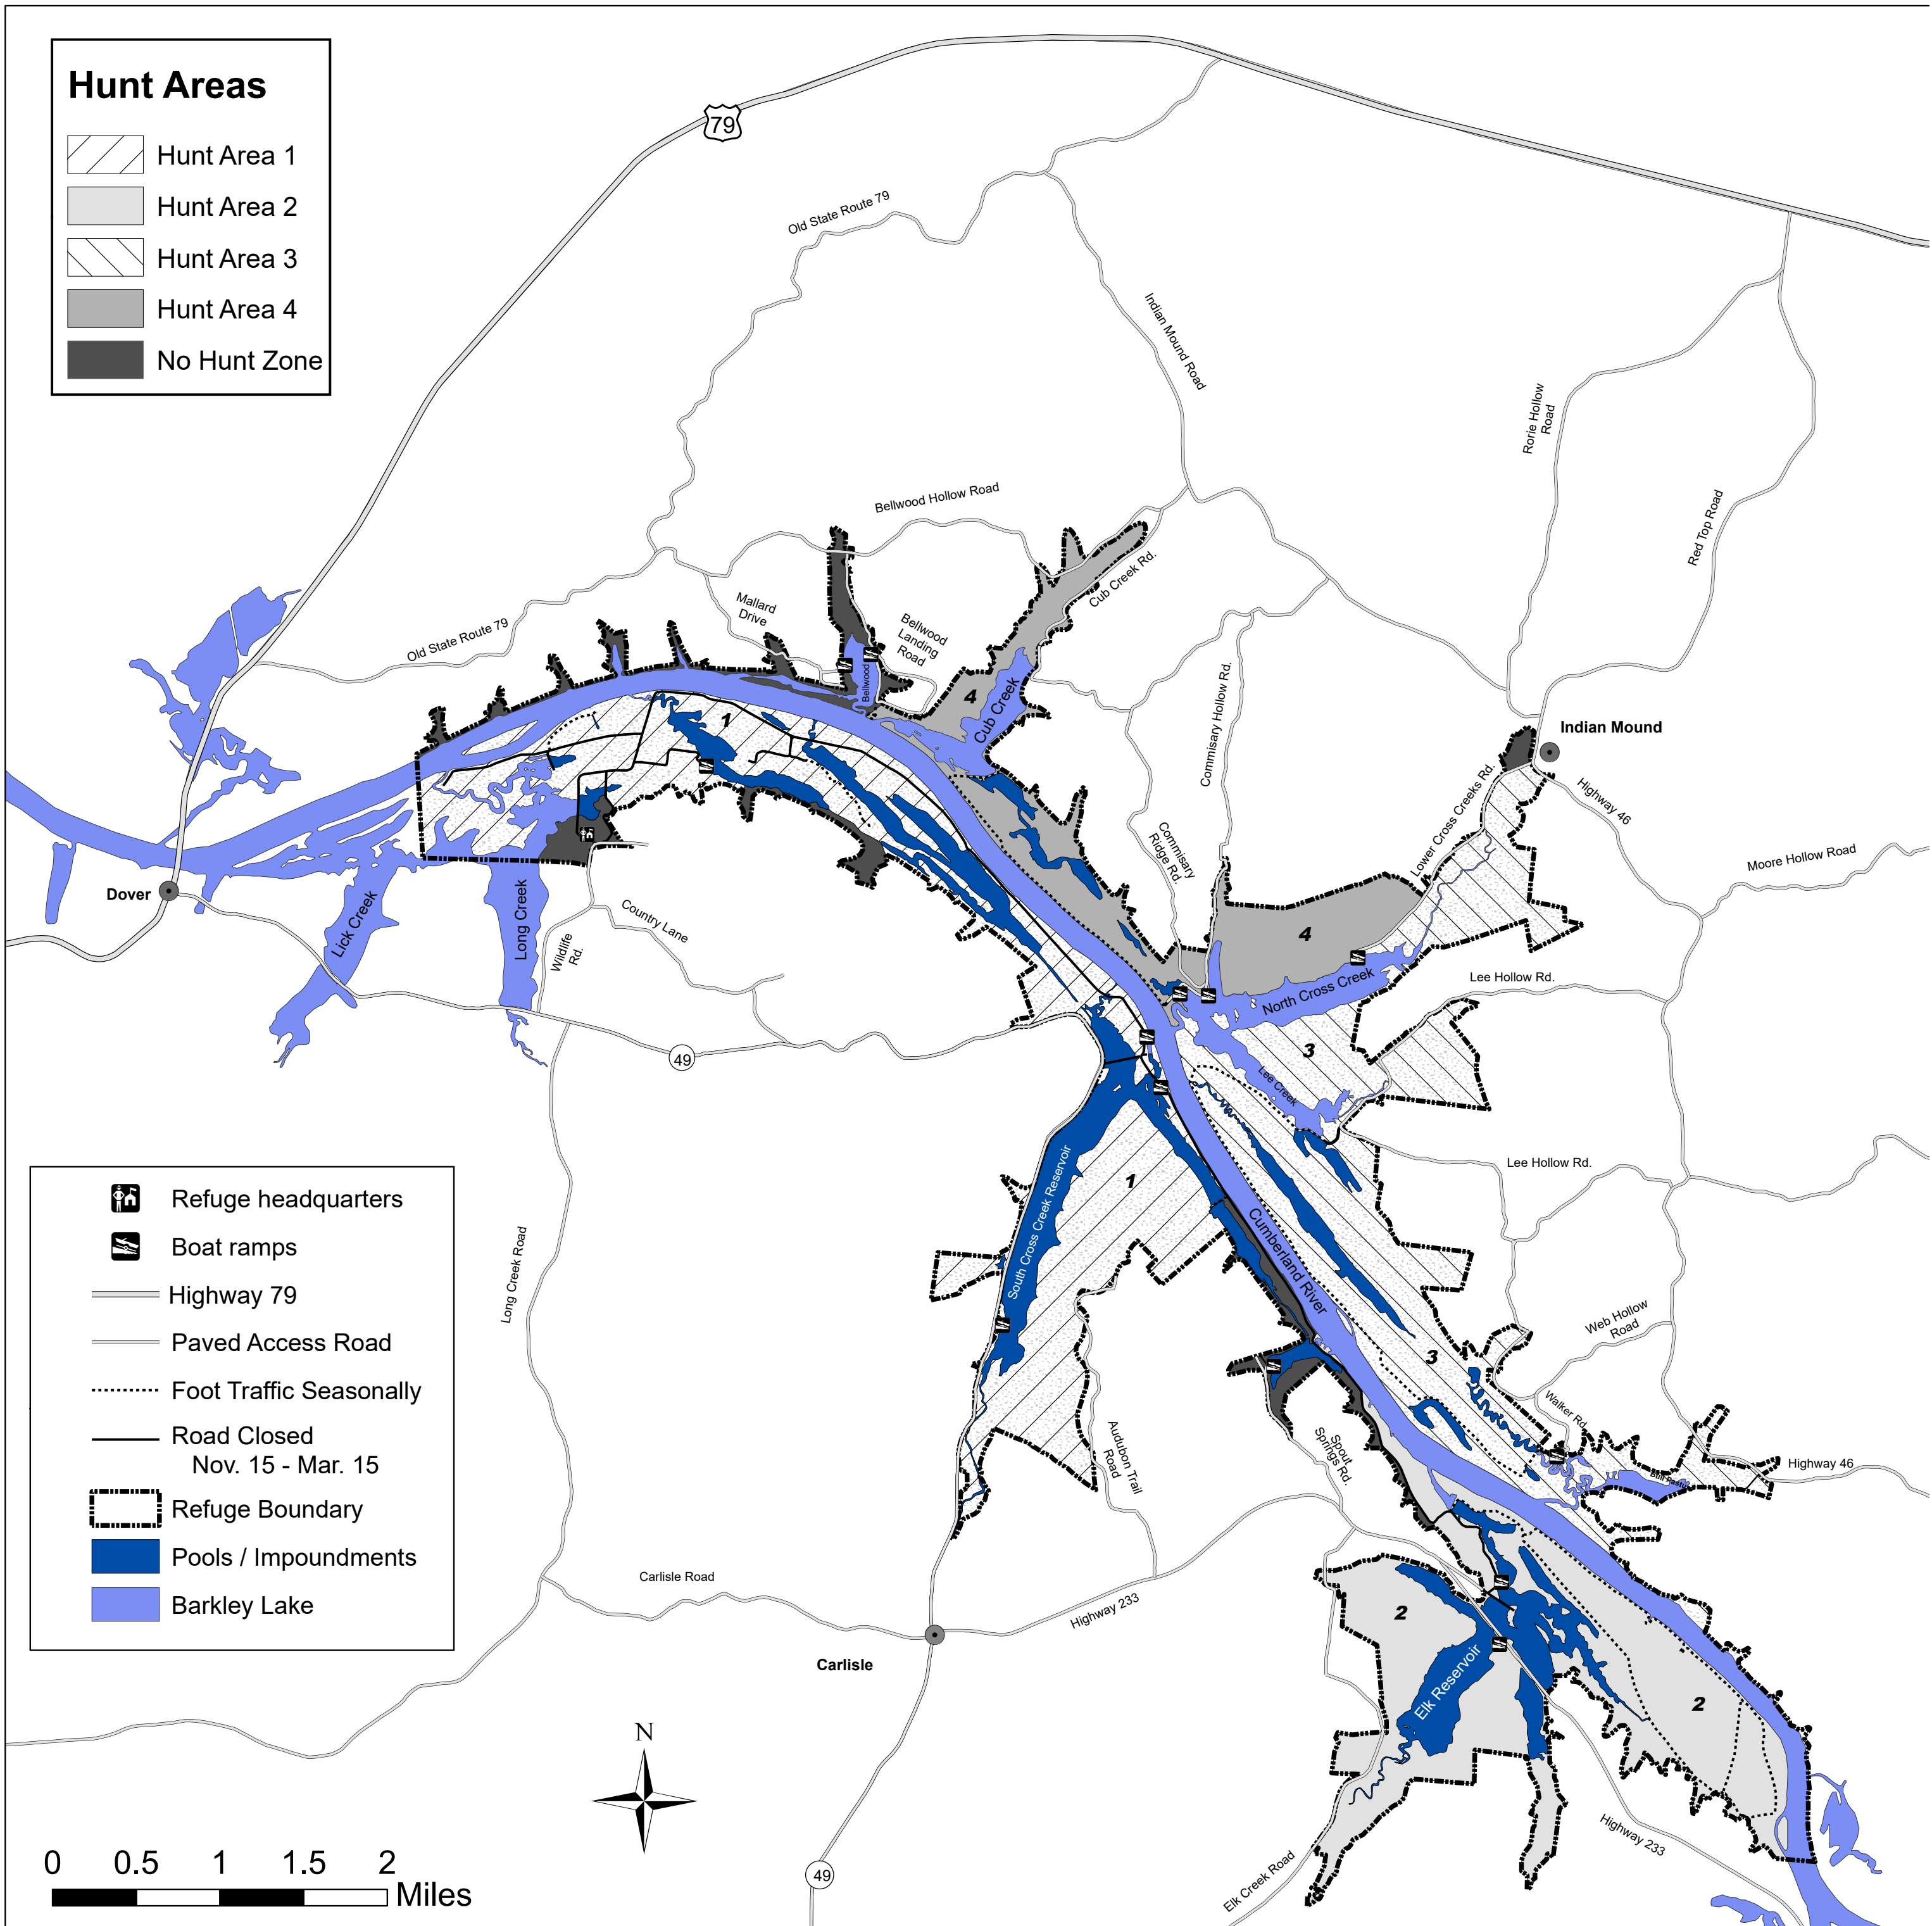 Hunt Areas
Hunt Area 1
Hunt Area 2
Hunt Area 3
Hunt Area 4
No Hunt Zone
79
Old State Route 79
Indian Mound Road
Rorie Hollow
Road
Red Top Road
Bellwood Hollow Road
Cub Creek Rd.
Mallard
Drive
Bellwood
Landing
Road
Old State Route 79
Bellwood
4
Cub Creek
1
Commisary Hollow Rd.
Indian Mound
Lower Cross Creeks Rd.
Highway 46
Commisary
Ridge Rd.
Moore Hollow Road
Dover
Lick Creek
Long Creek
Wildlife
Rd.
Country Lane
4
North Cross Creek
Lee Hollow Rd.
49
3
Lee Creek
Lee Hollow Rd.
South Cross Creek Reservoir
1
Cumberland River
Long Creek Road
Web Hollow
Road
3
Walker Rd.
Audubon Trail
Road
Spout
Springs Rd.
Highway 46
Refuge headquarters
Boat ramps
Highway 79
Paved Access Road
Foot Traffic Seasonally
Road Closed
Nov. 15 - Mar. 15
Refuge Boundary
Pools / Impoundments
Barkley Lake
Carlisle Road
Highway 233
Carlisle
2
Elk Reservoir
2
N
Highway 233
Elk Creek Road
49
0 0.5 1 1.5 2
Miles